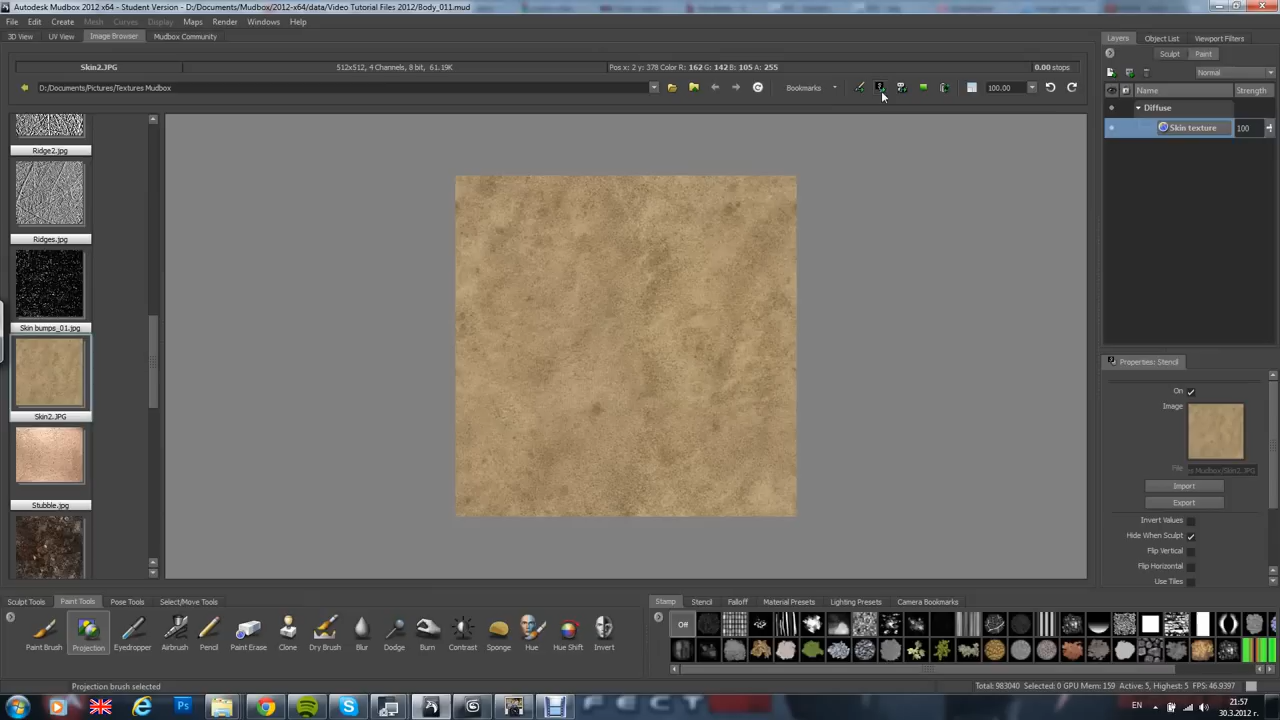 Autodesk Mudbox 2012 x64 - Student Version - D:/Documents/Mudbox/2012-x64/data/Video Tutorial Files 2012/Body_011.mud
File Edit Create Mesh Curves Display Maps Render Windows Help
3D View UV View Image Browser Mudbox Community
Layers Object List Viewport Filters
Sculpt Paint
Skin2.JPG 512x512, 4 Channels, 8 bit, 61.19K Pos x: 2 y: 378 Color R: 162 G: 142 B: 105 A: 255 0.00 stops
Normal
D:/Documents/Pictures/Textures Mudbox Bookmarks 100.00
Name Strength
Diffuse
Skin texture 100
Ridge2.jpg
Ridges.jpg
Skin bumps_01.jpg
Skin2.JPG
Stubble.jpg
Properties: Stencil
On
Image
File s Mudbox/Skin2.JPG
Import
Export
Invert Values
Hide When Sculpt
Flip Vertical
Flip Horizontal
Use Tiles
Sculpt Tools Paint Tools Pose Tools Select/Move Tools
Stamp Stencil Falloff Material Presets Lighting Presets Camera Bookmarks
Off
Paint Brush Projection Eyedropper Airbrush Pencil Paint Erase Clone Dry Brush Blur Dodge Burn Contrast Sponge Hue Hue Shift Invert
Projection brush selected
Total: 983040 Selected: 0 GPU Mem: 159 Active: 5, Highest: 5 FPS: 46.9397
Ps
FECT
EN
21:57
30.3.2012 г.